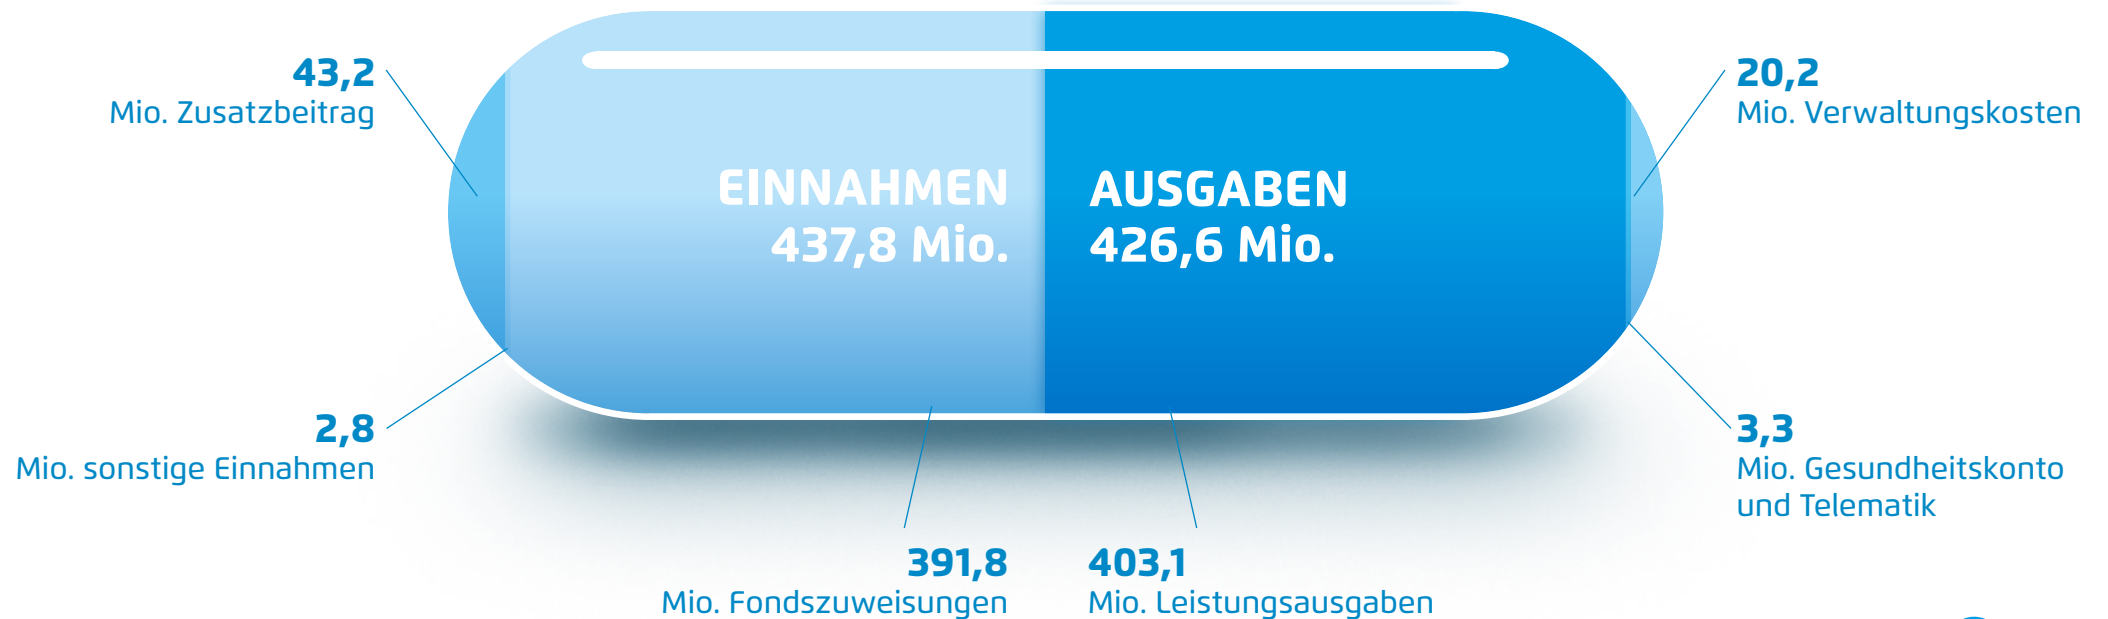 43,2
Mio. Zusatzbeitrag
EINNAHMEN
437,8 Mio.
AUSGABEN
426,6 Mio.
20,2
Mio. Verwaltungskosten
2,8
Mio. sonstige Einnahmen
3,3
Mio. Gesundheitskonto
und Telematik
391,8
Mio. Fondszuweisungen
403,1
Mio. Leistungsausgaben